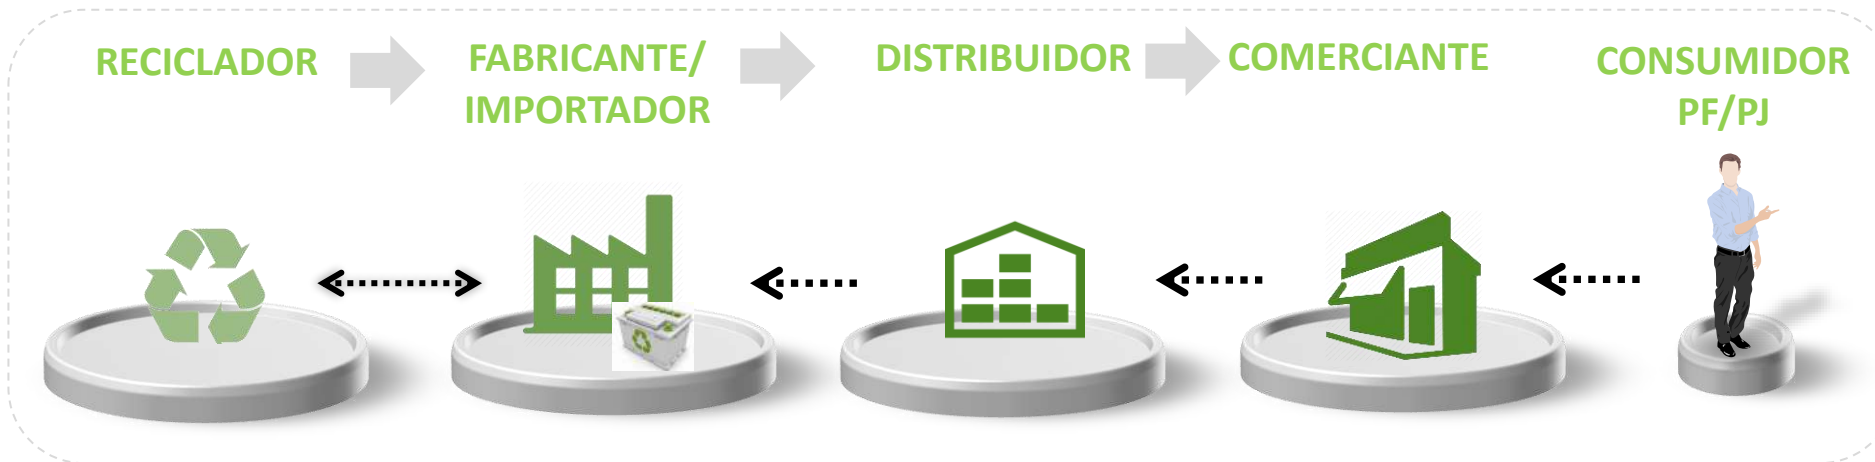 RECICLADOR
FABRICANTE/
IMPORTADOR
DISTRIBUIDOR
COMERCIANTE
CONSUMIDOR
PF/PJ